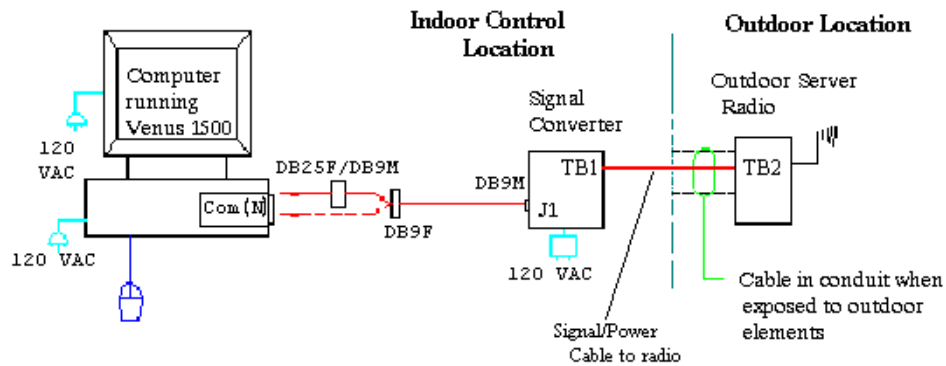 Indoor Control
Location
Outdoor Location
Computer
running
Venus 1500
120
VAC
Com(N)
120 VAC
DB25F/DB9M
DB9F
Signal
Converter
DB9M
TB1
J1
120 VAC
Signal/Power
Cable to radio
Outdoor Server
Radio
TB2
Cable in conduit when
exposed to outdoor
elements